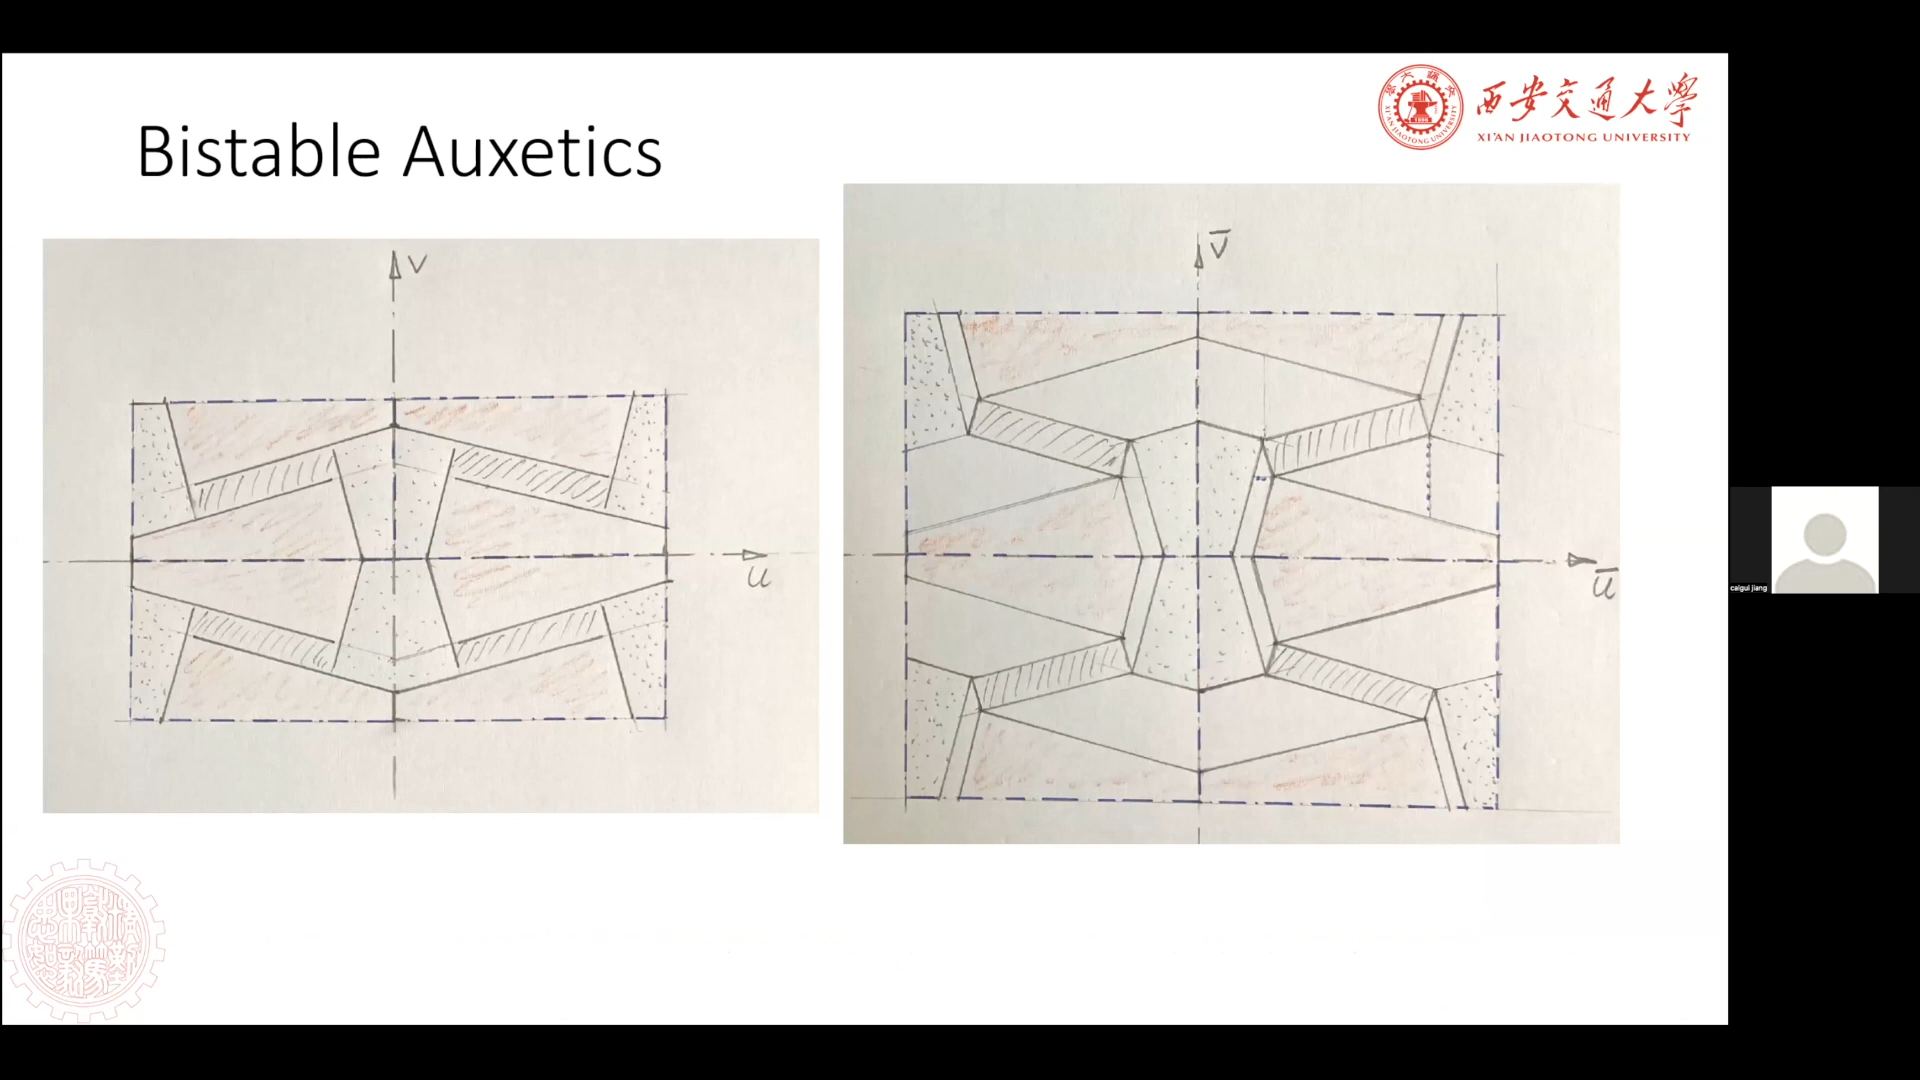 西安交通大學
XI'AN JIAOTONG UNIVERSITY
Bistable Auxetics
V
u
V̅
u̅
caigui jiang